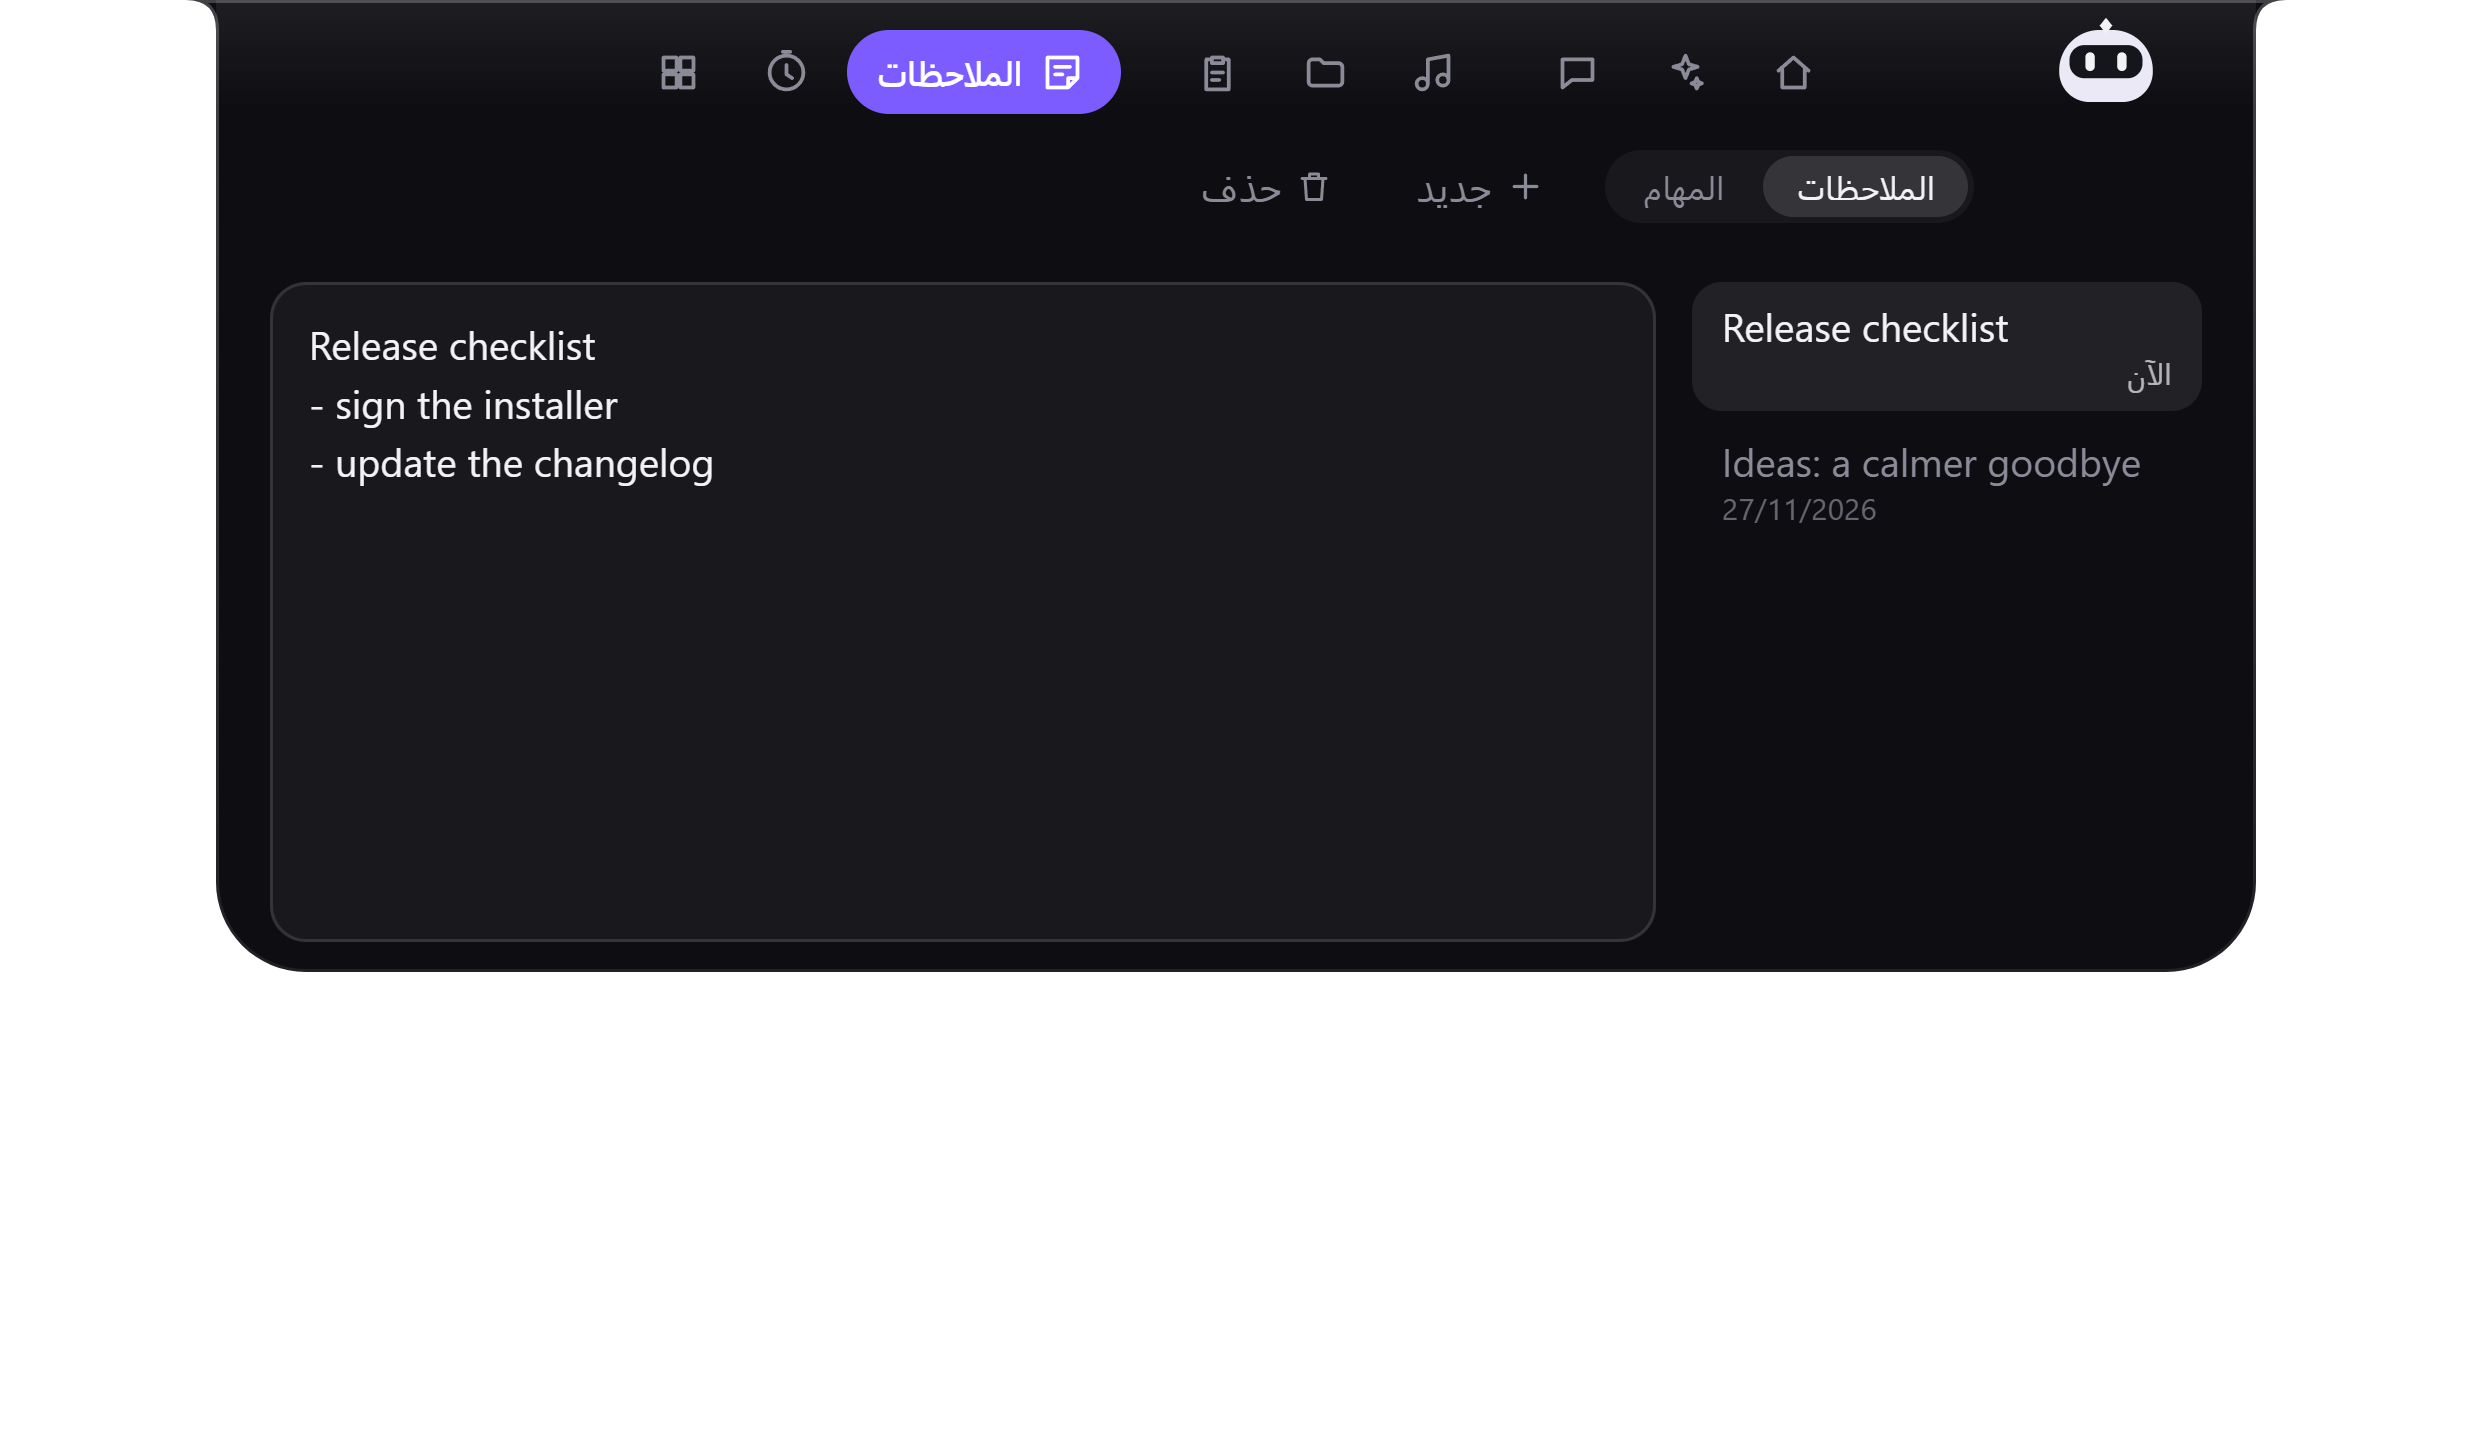 الملاحظات
الملاحظات
المهام
جديد
حذف
Release checklist
الآن
Ideas: a calmer goodbye
27/11/2026
Release checklist
- sign the installer
- update the changelog